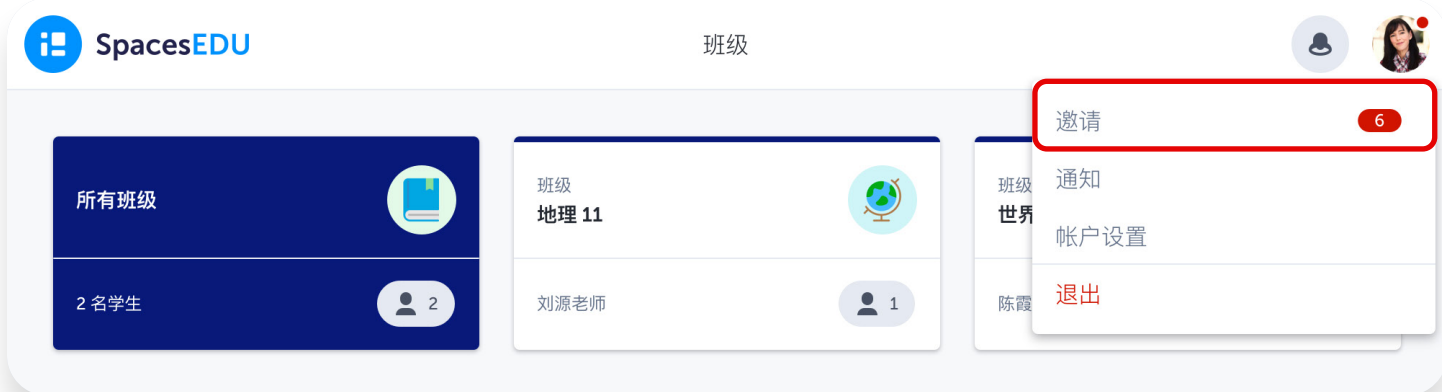 SpacesEDU
班级
邀请 6
通知
帐户设置
退出
所有班级
2 名学生 2
班级
地理 11
刘源老师 1
班级
世界
陈霞